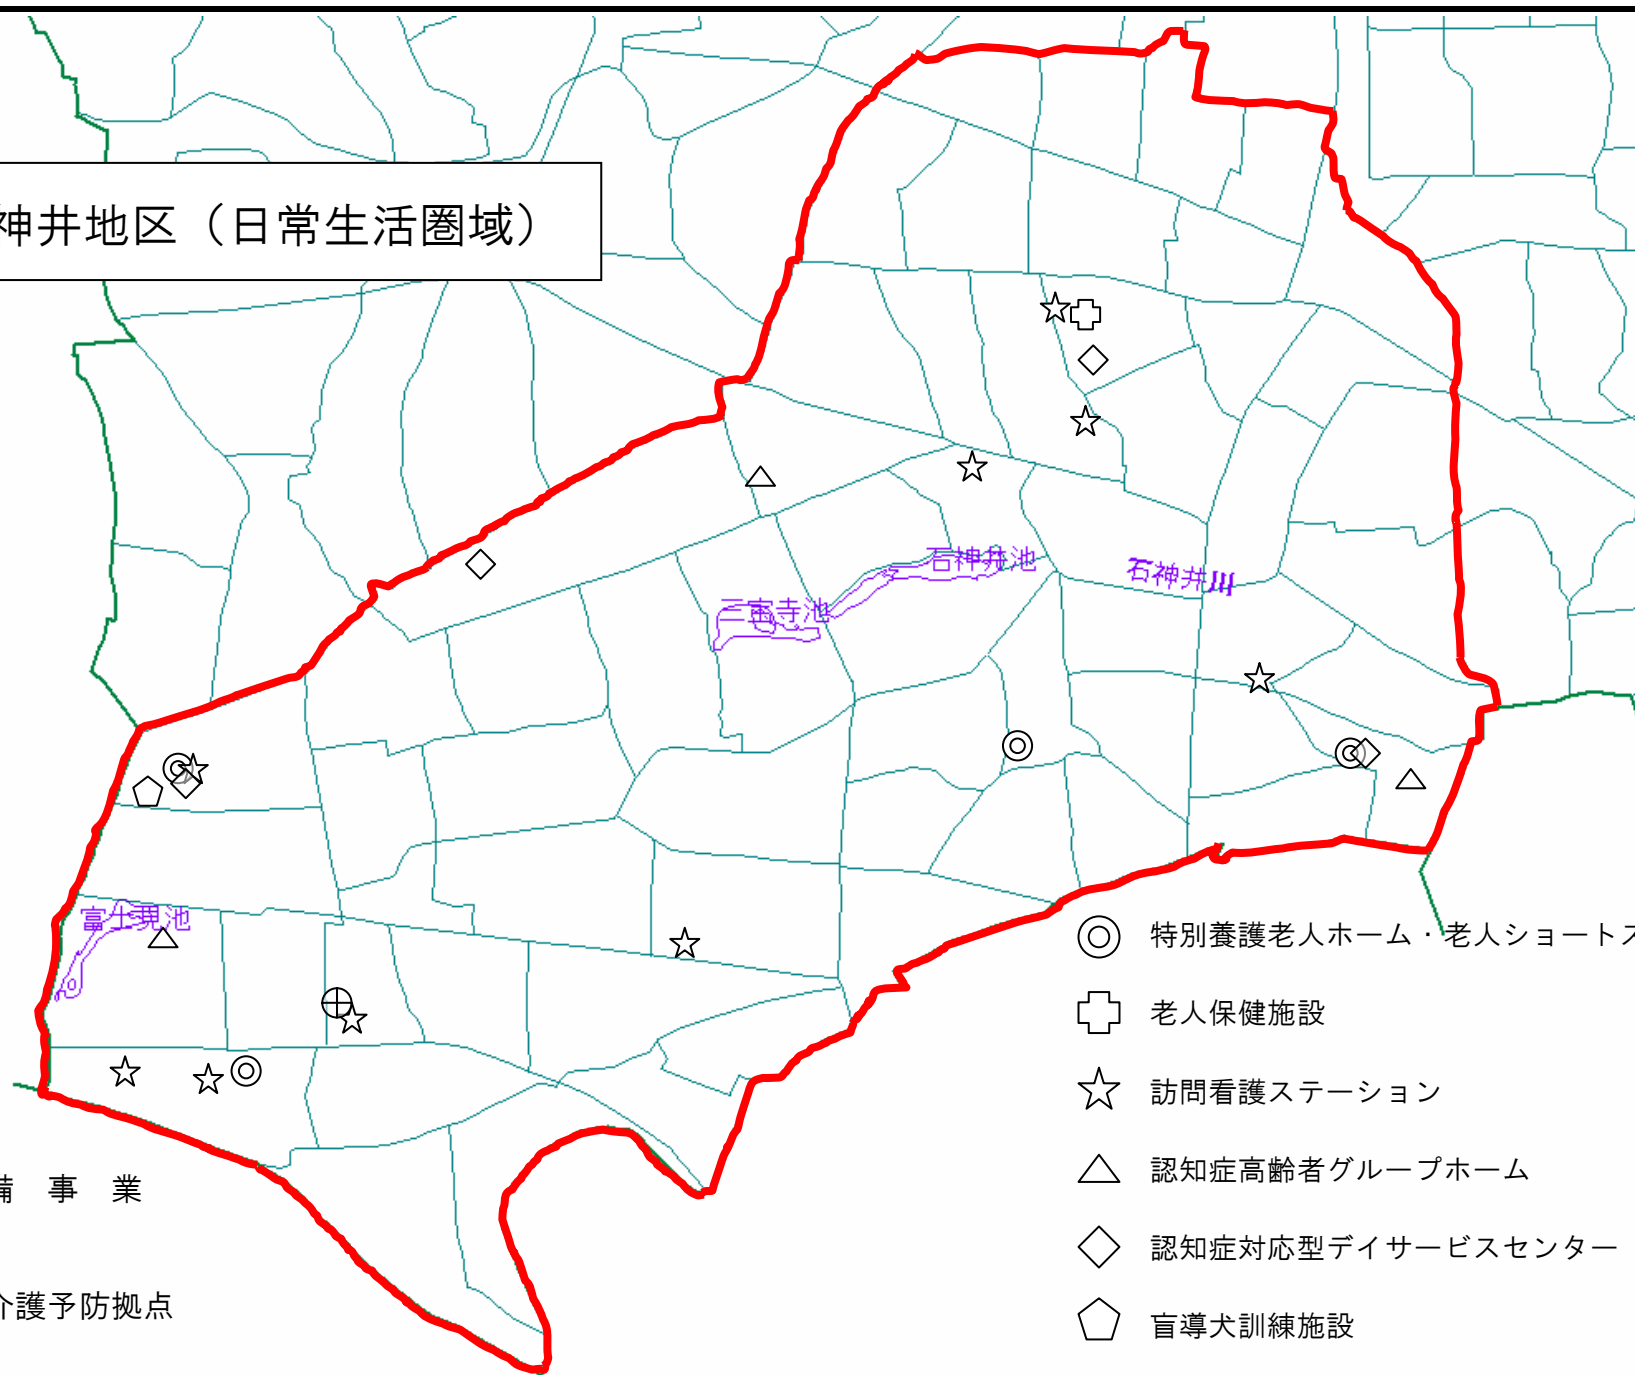 神井地区（日常生活圏域）
石神井池
石神井川
三宝寺池
富士見池
特別養護老人ホーム・老人ショートス
老人保健施設
訪問看護ステーション
認知症高齢者グループホーム
備 事 業
認知症対応型デイサービスセンター
介護予防拠点
盲導犬訓練施設